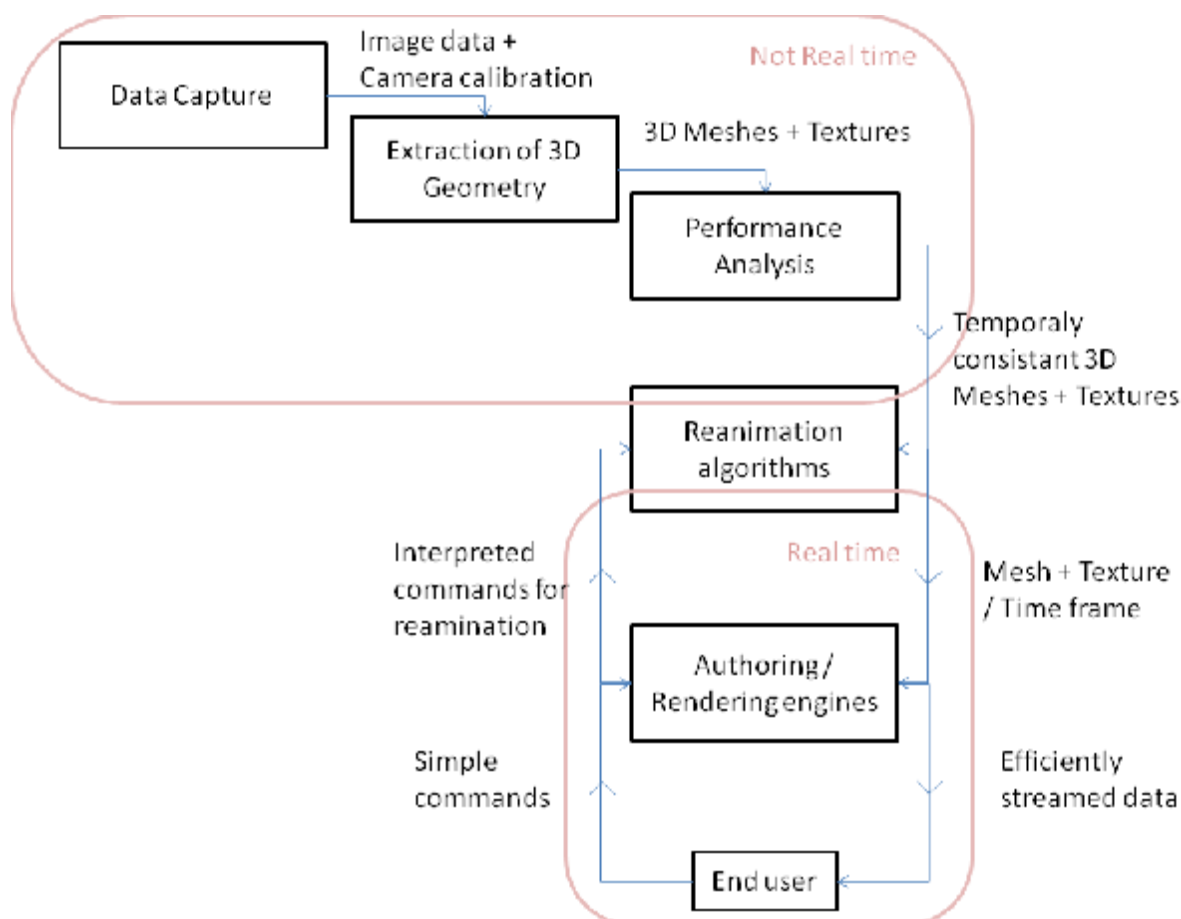 Image data +
Camera calibration
Not Real time
Data Capture
Extraction of 3D
Geometry
3D Meshes + Textures
Performance
Analysis
Temporaly
consistant 3D
Meshes + Textures
Reanimation
algorithms
Real time
Interpreted
commands for
reamination
Mesh + Texture
/ Time frame
Authoring /
Rendering engines
Simple
commands
Efficiently
streamed data
End user